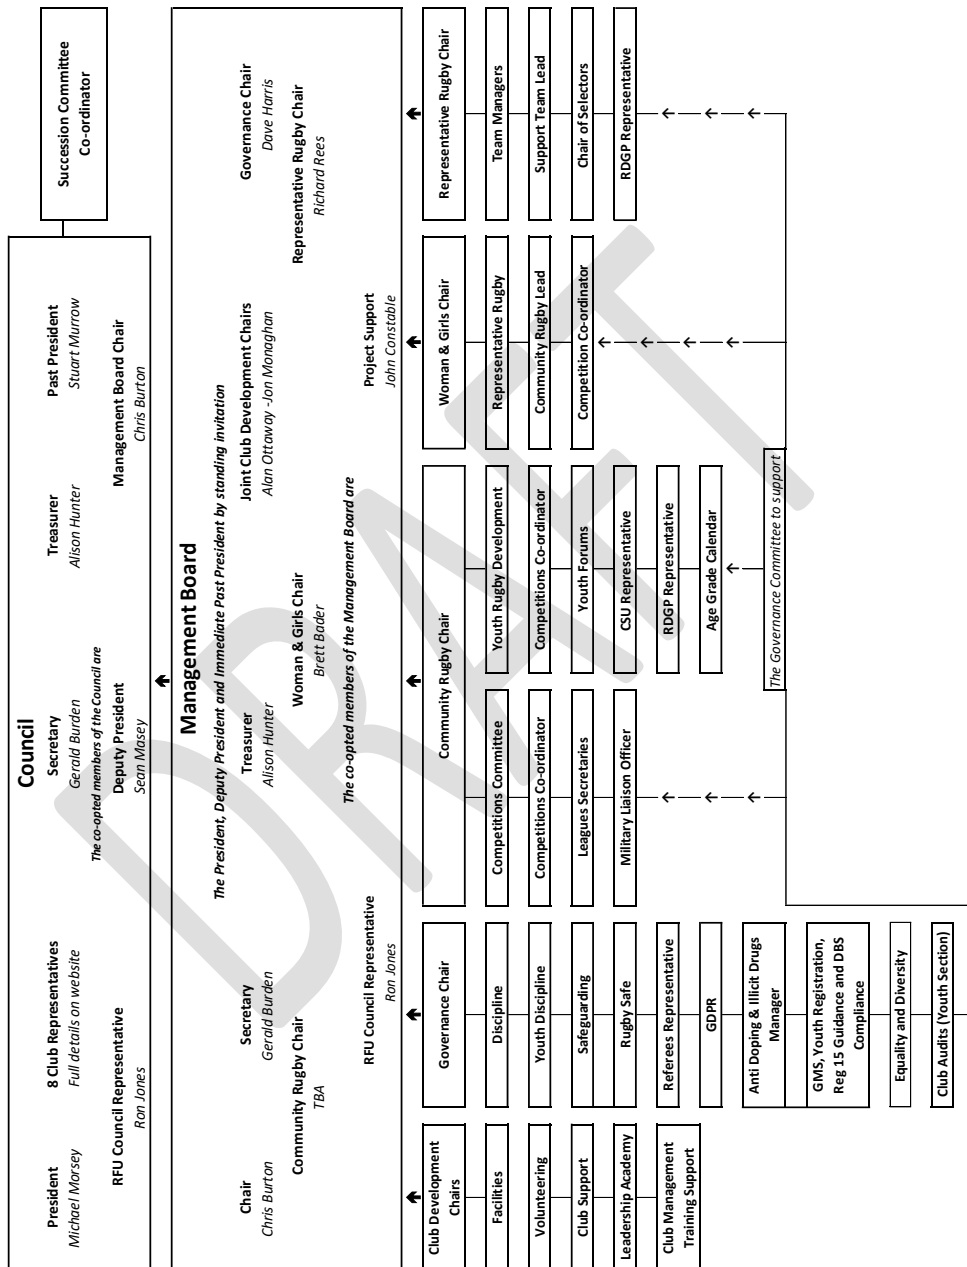 Council
President
Michael Morsey
8 Club Representatives
Full details on website
Secretary
Gerald Burden
Treasurer
Alison Hunter
Past President
Stuart Murrow
The co-opted members of the Council are
RFU Council Representative
Ron Jones
Deputy President
Sean Masey
Management Board Chair
Chris Burton
Succession Committee
Co-ordinator
Management Board
The President, Deputy President and Immediate Past President by standing invitation
Chair
Chris Burton
Secretary
Gerald Burden
Treasurer
Alison Hunter
Joint Club Development Chairs
Alan Ottaway -Jon Monaghan
Governance Chair
Dave Harris
Community Rugby Chair
TBA
Woman & Girls Chair
Brett Bader
Representative Rugby Chair
Richard Rees
The co-opted members of the Management Board are
RFU Council Representative
Ron Jones
Project Support
John Constable
Club Development
Chairs
Facilities
Volunteering
Club Support
Leadership Academy
Club Management
Training Support
Governance Chair
Discipline
Youth Discipline
Safeguarding
Rugby Safe
Referees Representative
GDPR
Anti Doping & Illicit Drugs
Manager
GMS, Youth Registration,
Reg 15 Guidance and DBS
Compliance
Equality and Diversity
Club Audits (Youth Section)
Community Rugby Chair
Competitions Committee
Competitions Co-ordinator
Leagues Secretaries
Military Liaison Officer
Youth Rugby Development
Competitions Co-ordinator
Youth Forums
CSU Representative
RDGP Representative
Age Grade Calendar
The Governance Committee to support
Woman & Girls Chair
Representative Rugby
Community Rugby Lead
Competition Co-ordinator
Representative Rugby Chair
Team Managers
Support Team Lead
Chair of Selectors
RDGP Representative
DRAFT